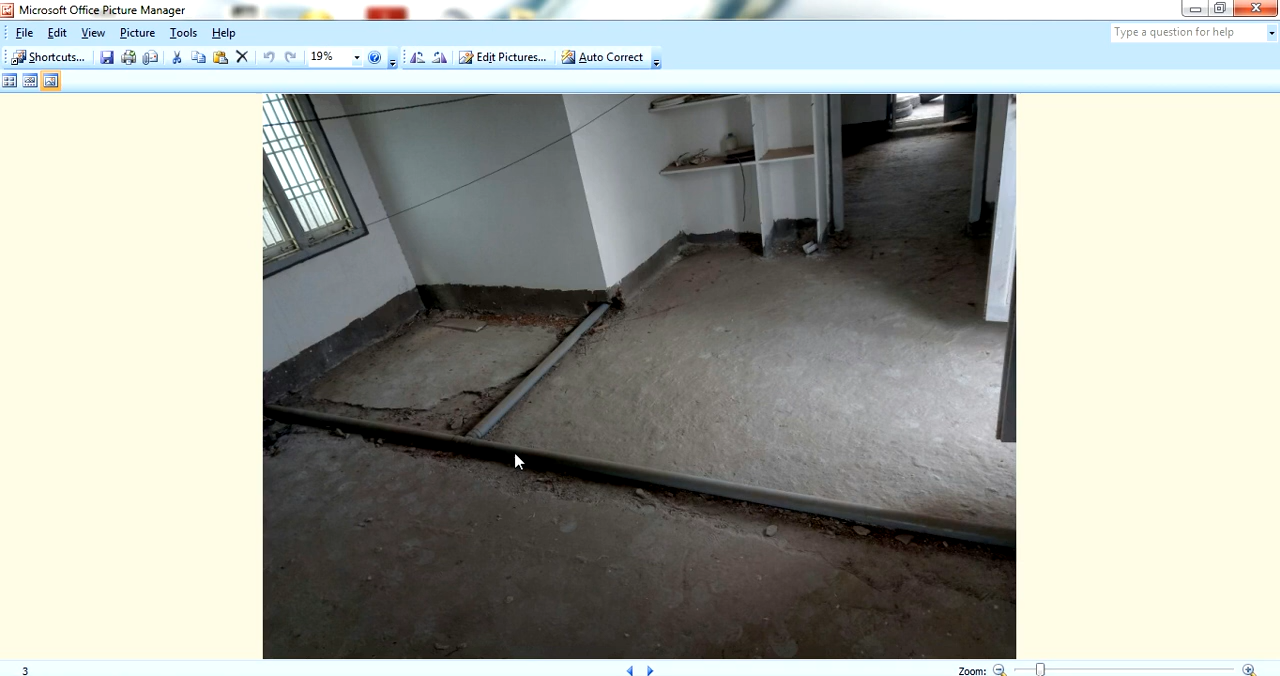 Microsoft Office Picture Manager
File Edit View Picture Tools Help
Type a question for help
Shortcuts... 19% Edit Pictures... Auto Correct
3 Zoom: